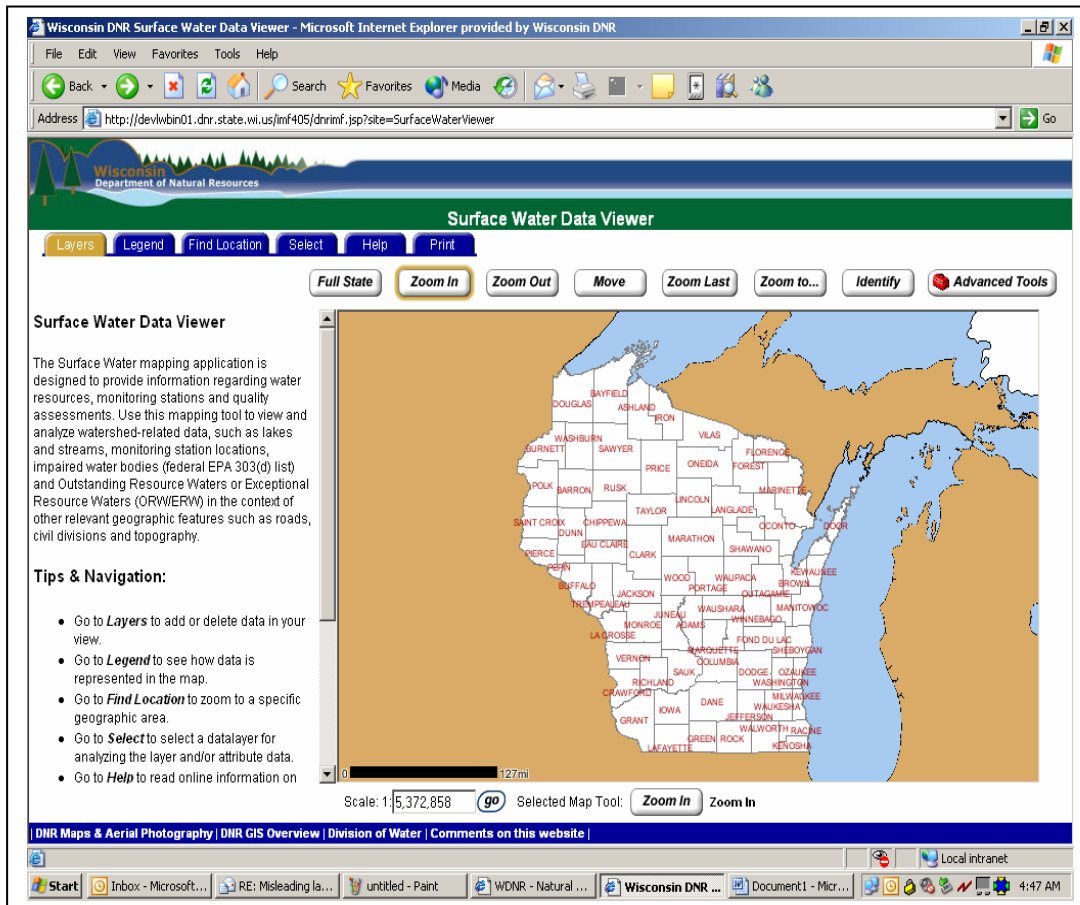 Wisconsin DNR Surface Water Data Viewer - Microsoft Internet Explorer provided by Wisconsin DNR
File Edit View Favorites Tools Help
Back Search Favorites Media
Address http://devlwbin01.dnr.state.wi.us/imf405/dnrimf.jsp?site=SurfaceWaterViewer Go
Wisconsin
Department of Natural Resources
Surface Water Data Viewer
Layers Legend Find Location Select Help Print
Full State Zoom In Zoom Out Move Zoom Last Zoom to... Identify Advanced Tools
Surface Water Data Viewer
The Surface Water mapping application is
designed to provide information regarding water
resources, monitoring stations and quality
assessments. Use this mapping tool to view and
analyze watershed-related data, such as lakes
and streams, monitoring station locations,
impaired water bodies (federal EPA 303(d) list)
and Outstanding Resource Waters or Exceptional
Resource Waters (ORW/ERW) in the context of
other relevant geographic features such as roads,
civil divisions and topography.
Tips & Navigation:
• Go to Layers to add or delete data in your
view.
• Go to Legend to see how data is
represented in the map.
• Go to Find Location to zoom to a specific
geographic area.
• Go to Select to select a datalayer for
analyzing the layer and/or attribute data.
• Go to Help to read online information on
BAYFIELD
DOUGLAS
ASHLAND
IRON
VILAS
WASHBURN
BURNETT
SAWYER
FLORENCE
PRICE
ONEIDA
FOREST
POLK
BARRON
RUSK
MARINETTE
LINCOLN
TAYLOR
LANGLADE
SAINT CROIX
CHIPPEWA
OCONTO
DOOR
DUNN
EAU CLAIRE
MARATHON
PIERCE
CLARK
SHAWANO
PEPIN
KEWAUNEE
BUFFALO
WOOD
WAUPACA
BROWN
PORTAGE
JACKSON
OUTAGAMIE
TREMPEALEAU
WAUSHARA
MANITOWOC
JUNEAU
MONROE
ADAMS
WINNEBAGO
LA CROSSE
FOND DU LAC
MARQUETTE
SHEBOYGAN
VERNON
COLUMBIA
SAUK
DODGE
OZAUKEE
RICHLAND
WASHINGTON
CRAWFORD
DANE
MILWAUKEE
IOWA
WAUKESHA
GRANT
JEFFERSON
WALWORTH
RACINE
GREEN
ROCK
LAFAYETTE
KENOSHA
0 127mi
Scale: 1: 5,372,858 go Selected Map Tool: Zoom In Zoom In
| DNR Maps & Aerial Photography | DNR GIS Overview | Division of Water | Comments on this website |
Local intranet
Start Inbox - Microsoft... RE: Misleading la... untitled - Paint WDNR - Natural ... Wisconsin DNR ... Document1 - Micr... 4:47 AM